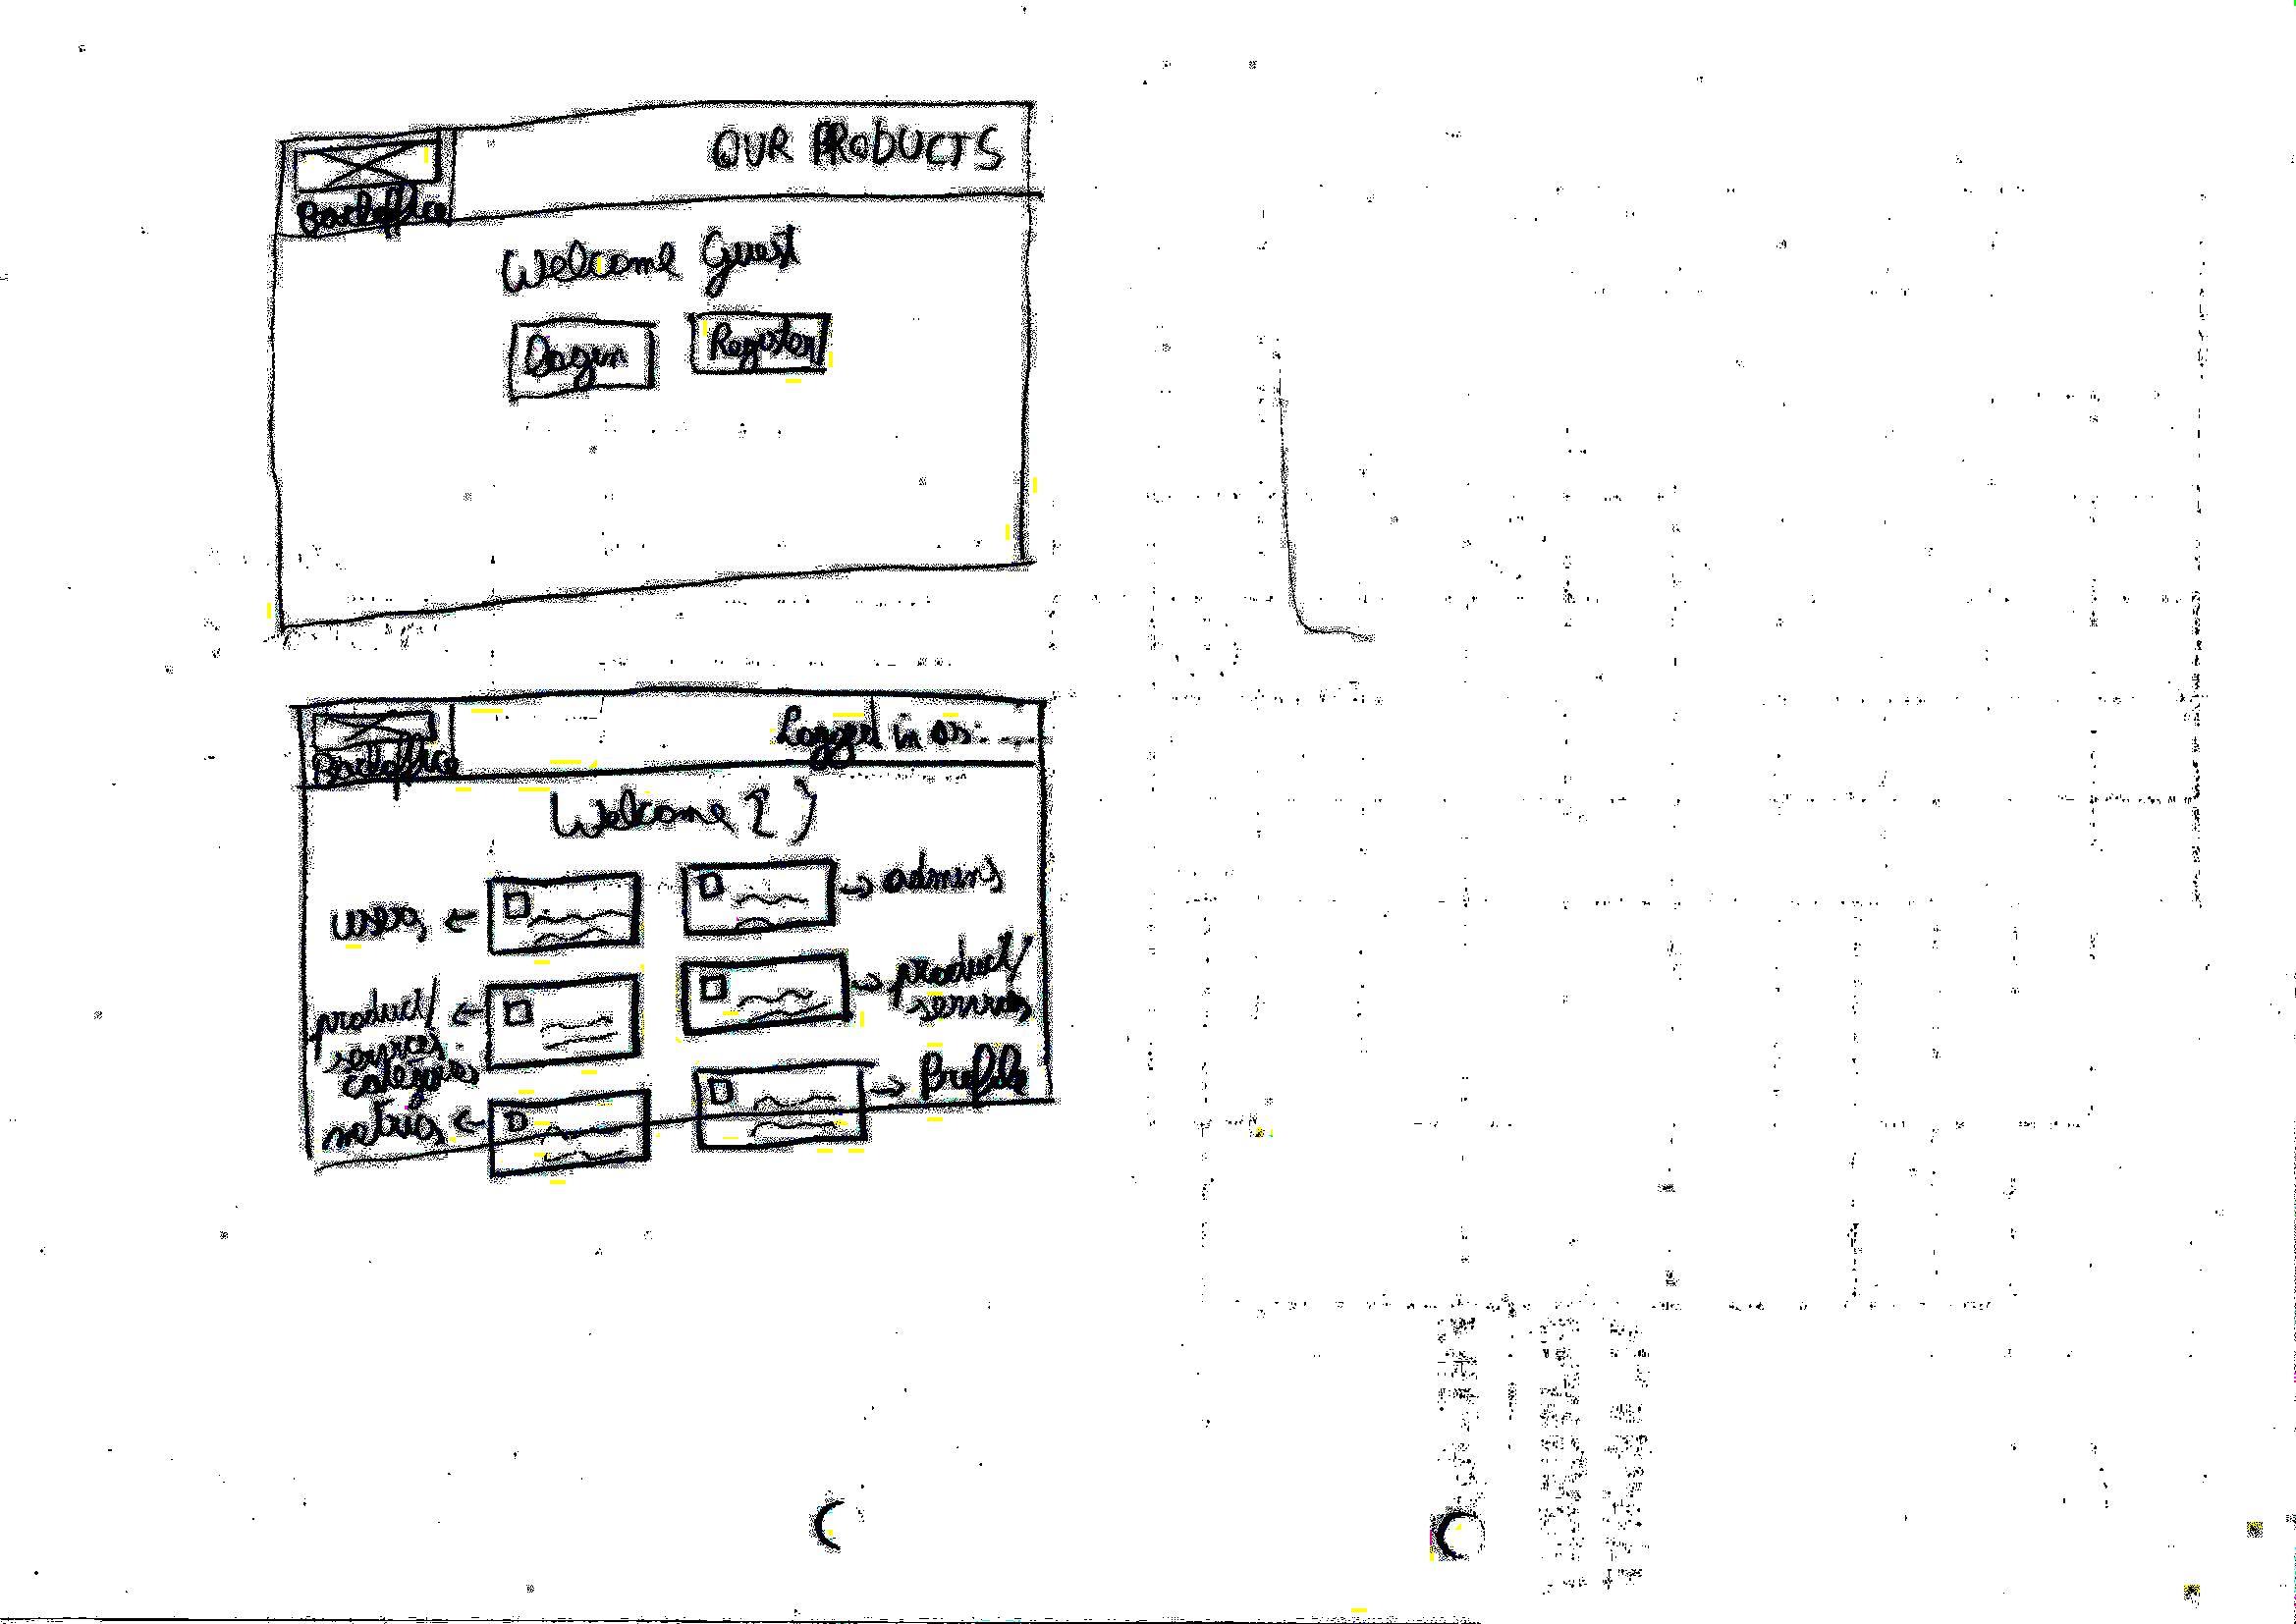 OUR PRODUCTS
Backoffice
Welcome Guest
Login
Register
Logged in as:
Backoffice
Welcome { }
users
admins
product/
services
product/
services
categories
metrics
Profile